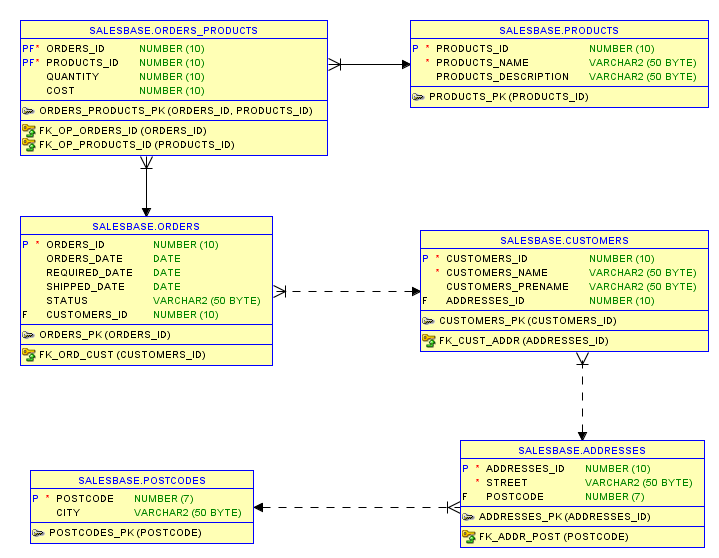 SALESBASE.ORDERS_PRODUCTS
PF* ORDERS_ID NUMBER (10)
PF* PRODUCTS_ID NUMBER (10)
QUANTITY NUMBER (10)
COST NUMBER (10)
ORDERS_PRODUCTS_PK (ORDERS_ID, PRODUCTS_ID)
FK_OP_ORDERS_ID (ORDERS_ID)
FK_OP_PRODUCTS_ID (PRODUCTS_ID)
SALESBASE.PRODUCTS
P * PRODUCTS_ID NUMBER (10)
* PRODUCTS_NAME VARCHAR2 (50 BYTE)
PRODUCTS_DESCRIPTION VARCHAR2 (50 BYTE)
PRODUCTS_PK (PRODUCTS_ID)
SALESBASE.ORDERS
P * ORDERS_ID NUMBER (10)
ORDERS_DATE DATE
REQUIRED_DATE DATE
SHIPPED_DATE DATE
STATUS VARCHAR2 (50 BYTE)
F CUSTOMERS_ID NUMBER (10)
ORDERS_PK (ORDERS_ID)
FK_ORD_CUST (CUSTOMERS_ID)
SALESBASE.CUSTOMERS
P * CUSTOMERS_ID NUMBER (10)
* CUSTOMERS_NAME VARCHAR2 (50 BYTE)
CUSTOMERS_PRENAME VARCHAR2 (50 BYTE)
F ADDRESSES_ID NUMBER (10)
CUSTOMERS_PK (CUSTOMERS_ID)
FK_CUST_ADDR (ADDRESSES_ID)
SALESBASE.POSTCODES
P * POSTCODE NUMBER (7)
CITY VARCHAR2 (50 BYTE)
POSTCODES_PK (POSTCODE)
SALESBASE.ADDRESSES
P * ADDRESSES_ID NUMBER (10)
* STREET VARCHAR2 (50 BYTE)
F POSTCODE NUMBER (7)
ADDRESSES_PK (ADDRESSES_ID)
FK_ADDR_POST (POSTCODE)